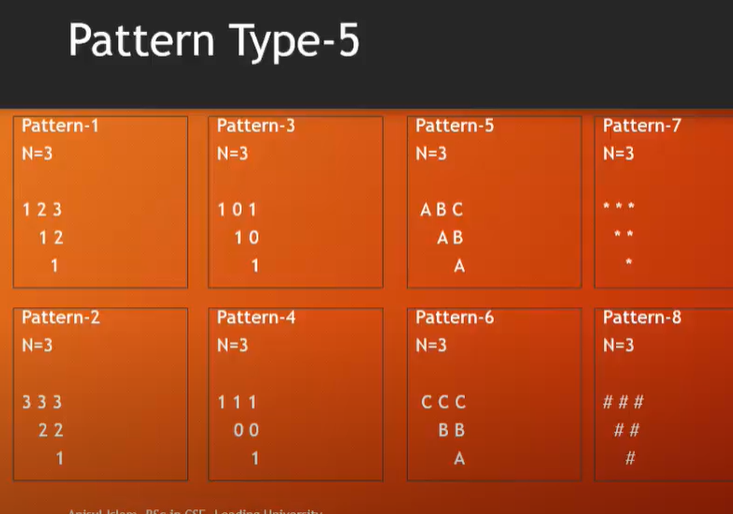 Pattern Type-5
Pattern-1
N=3
1 2 3
1 2
1
Pattern-3
N=3
1 0 1
1 0
1
Pattern-5
N=3
A B C
A B
A
Pattern-7
N=3
* * *
* *
*
Pattern-2
N=3
3 3 3
2 2
1
Pattern-4
N=3
1 1 1
0 0
1
Pattern-6
N=3
C C C
B B
A
Pattern-8
N=3
# # #
# #
#
Anisul Islam, BSc in CSE, Leading University